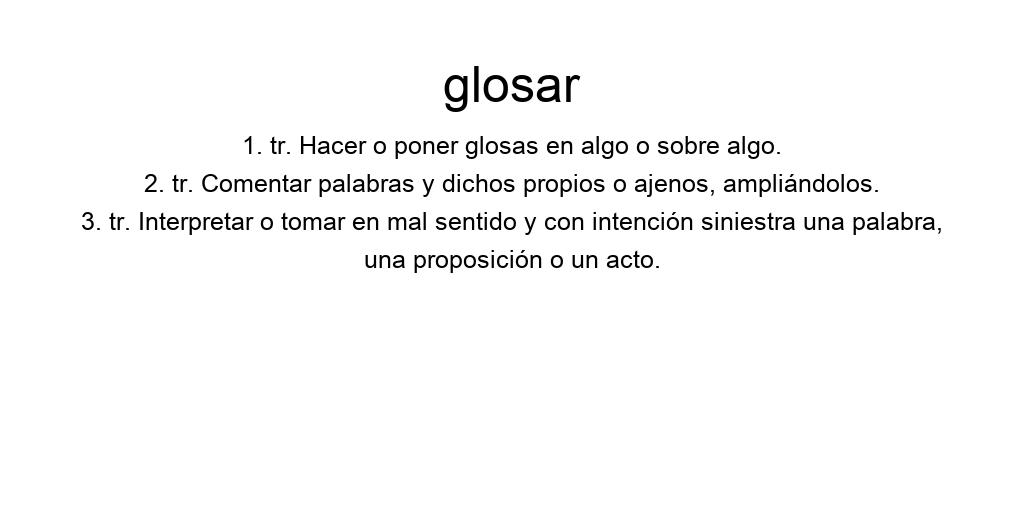 glosar
1. tr. Hacer o poner glosas en algo o sobre algo.
2. tr. Comentar palabras y dichos propios o ajenos, ampliándolos.
3. tr. Interpretar o tomar en mal sentido y con intención siniestra una palabra,
una proposición o un acto.